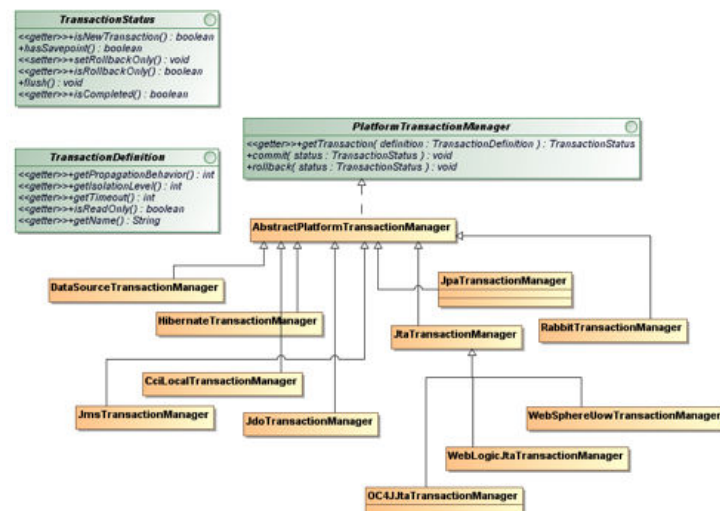 TransactionStatus
<<getter>>+isNewTransaction() : boolean
+hasSavepoint() : boolean
<<setter>>+setRollbackOnly() : void
<<getter>>+isRollbackOnly() : boolean
+flush() : void
<<getter>>+isCompleted() : boolean
PlatformTransactionManager
<<getter>>+getTransaction( definition : TransactionDefinition ) : TransactionStatus
+commit( status : TransactionStatus ) : void
+rollback( status : TransactionStatus ) : void
TransactionDefinition
<<getter>>+getPropagationBehavior() : int
<<getter>>+getIsolationLevel() : int
<<getter>>+getTimeout() : int
<<getter>>+isReadOnly() : boolean
<<getter>>+getName() : String
AbstractPlatformTransactionManager
DataSourceTransactionManager
JpaTransactionManager
HibernateTransactionManager
JtaTransactionManager
RabbitTransactionManager
CciLocalTransactionManager
JmsTransactionManager
JdoTransactionManager
WebSphereUowTransactionManager
WebLogicJtaTransactionManager
OC4JJtaTransactionManager